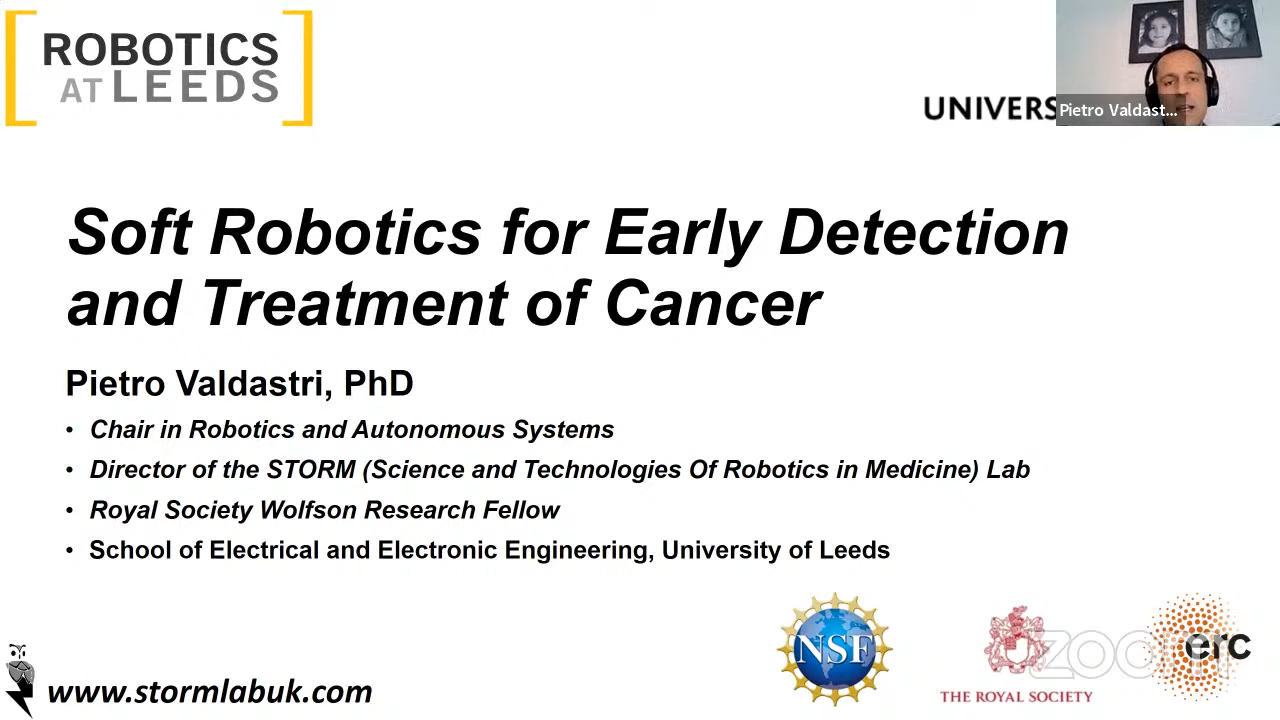 ROBOTICS
AT LEEDS
UNIVERS
Pietro Valdast...
Soft Robotics for Early Detection
and Treatment of Cancer
Pietro Valdastri, PhD
• Chair in Robotics and Autonomous Systems
• Director of the STORM (Science and Technologies Of Robotics in Medicine) Lab
• Royal Society Wolfson Research Fellow
• School of Electrical and Electronic Engineering, University of Leeds
NSF
THE ROYAL SOCIETY
zoom
erc
www.stormlabuk.com